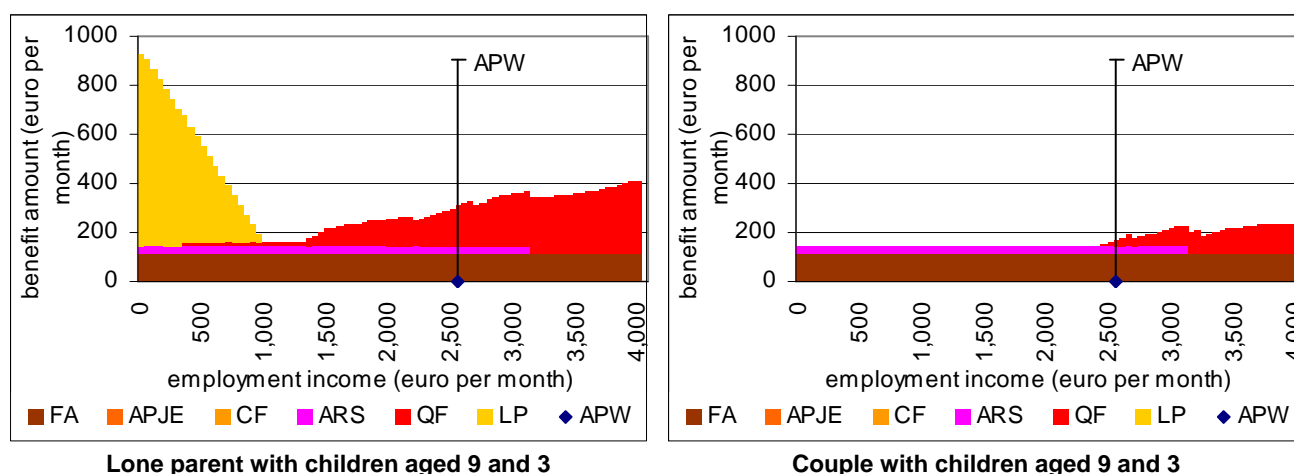 1000
800
600
400
200
0
benefit amount (euro per
month)
APW
0
500
1,000
1,500
2,000
2,500
3,000
3,500
4,000
employment income (euro per month)
FA APJE CF ARS QF LP APW
Lone parent with children aged 9 and 3
1000
800
600
400
200
0
benefit amount (euro per
month)
APW
0
500
1,000
1,500
2,000
2,500
3,000
3,500
4,000
employment income (euro per month)
FA APJE CF ARS QF LP APW
Couple with children aged 9 and 3